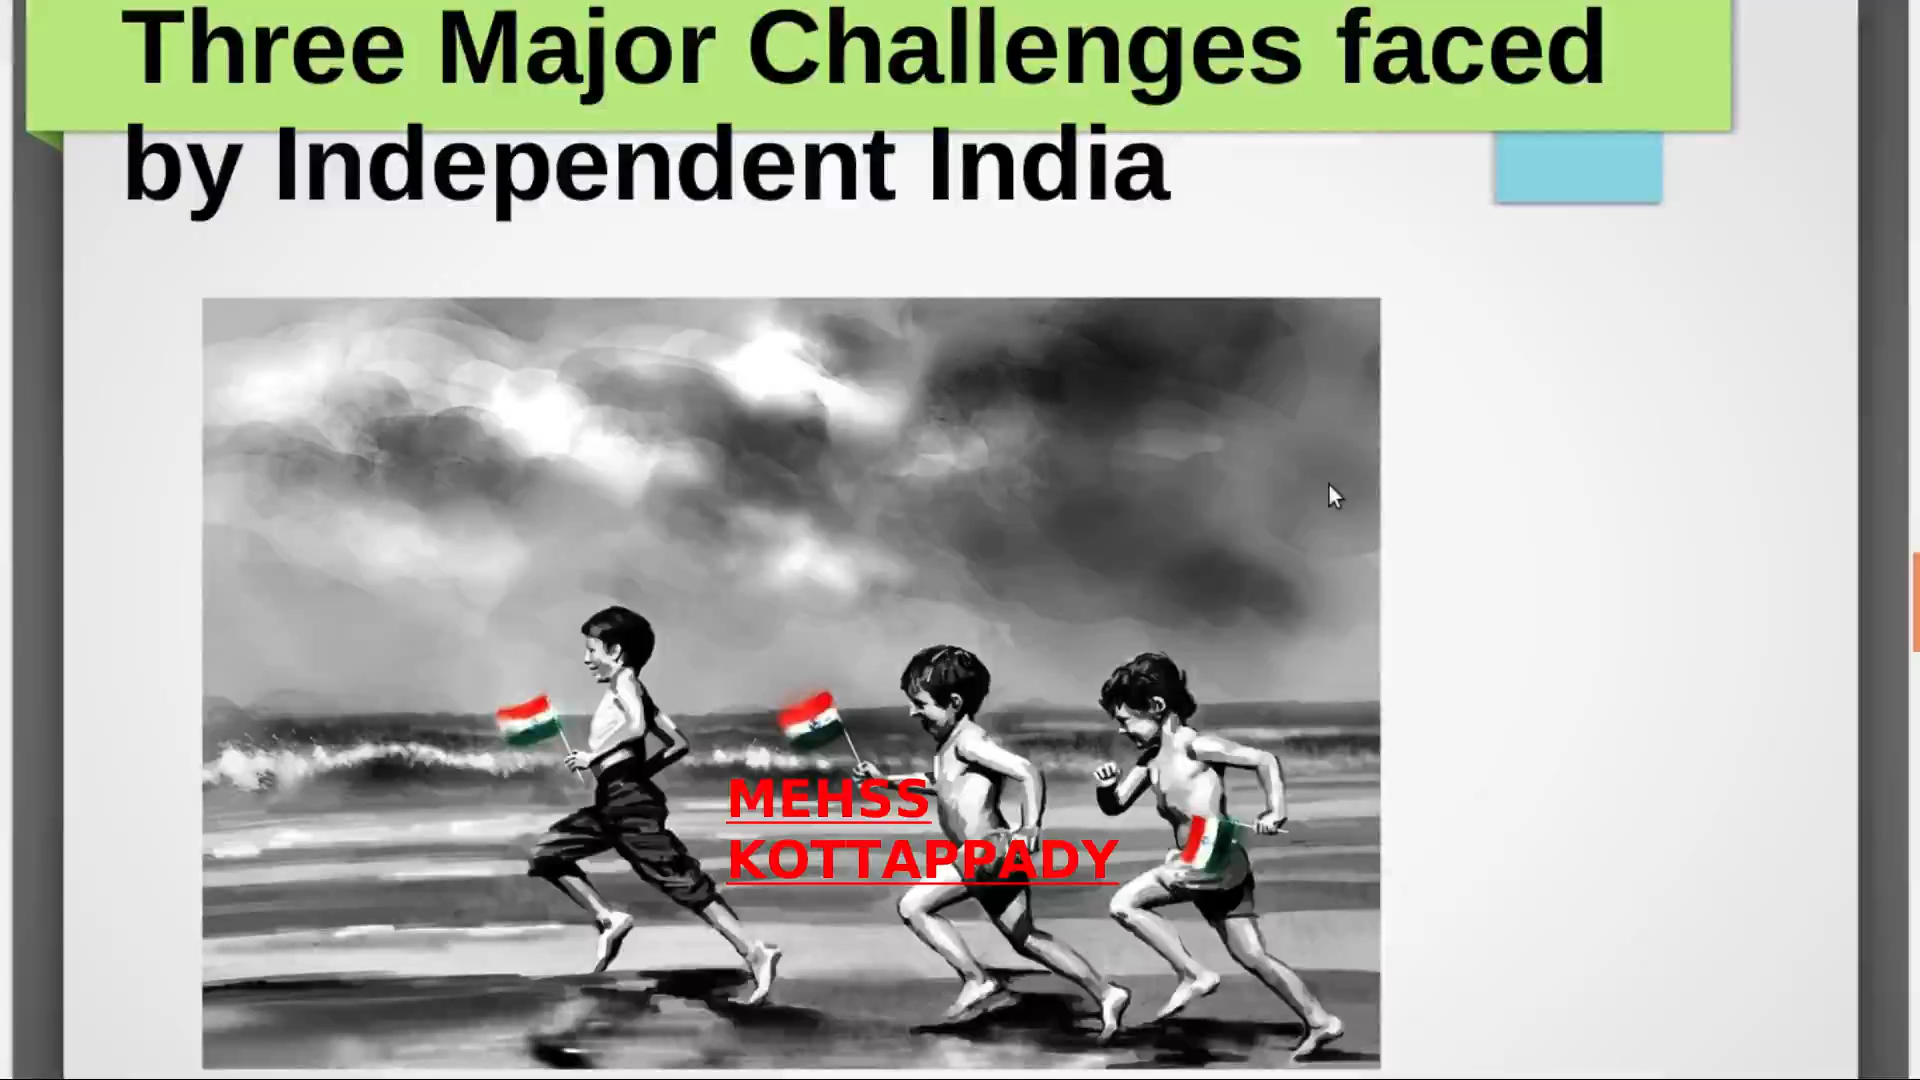 Three Major Challenges faced
by Independent India
MEHSS
KOTTAPPADY